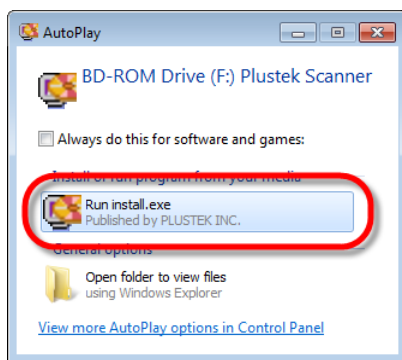 AutoPlay
BD-ROM Drive (F:) Plustek Scanner
Always do this for software and games:
Install or run program from your media
Run install.exe
Published by PLUSTEK INC.
General options
Open folder to view files
using Windows Explorer
View more AutoPlay options in Control Panel